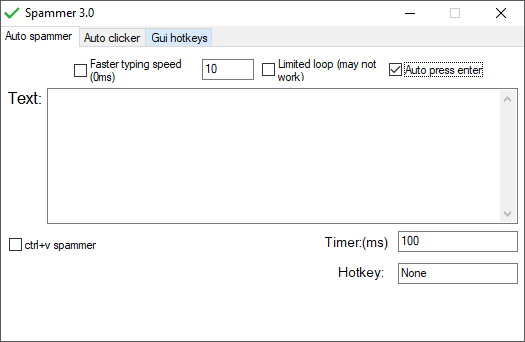 Spammer 3.0
Auto spammer Auto clicker Gui hotkeys
Faster typing speed
(0ms)
10
Limited loop (may not
work)
Auto press enter
Text:
ctrl+v spammer
Timer:(ms) 100
Hotkey: None